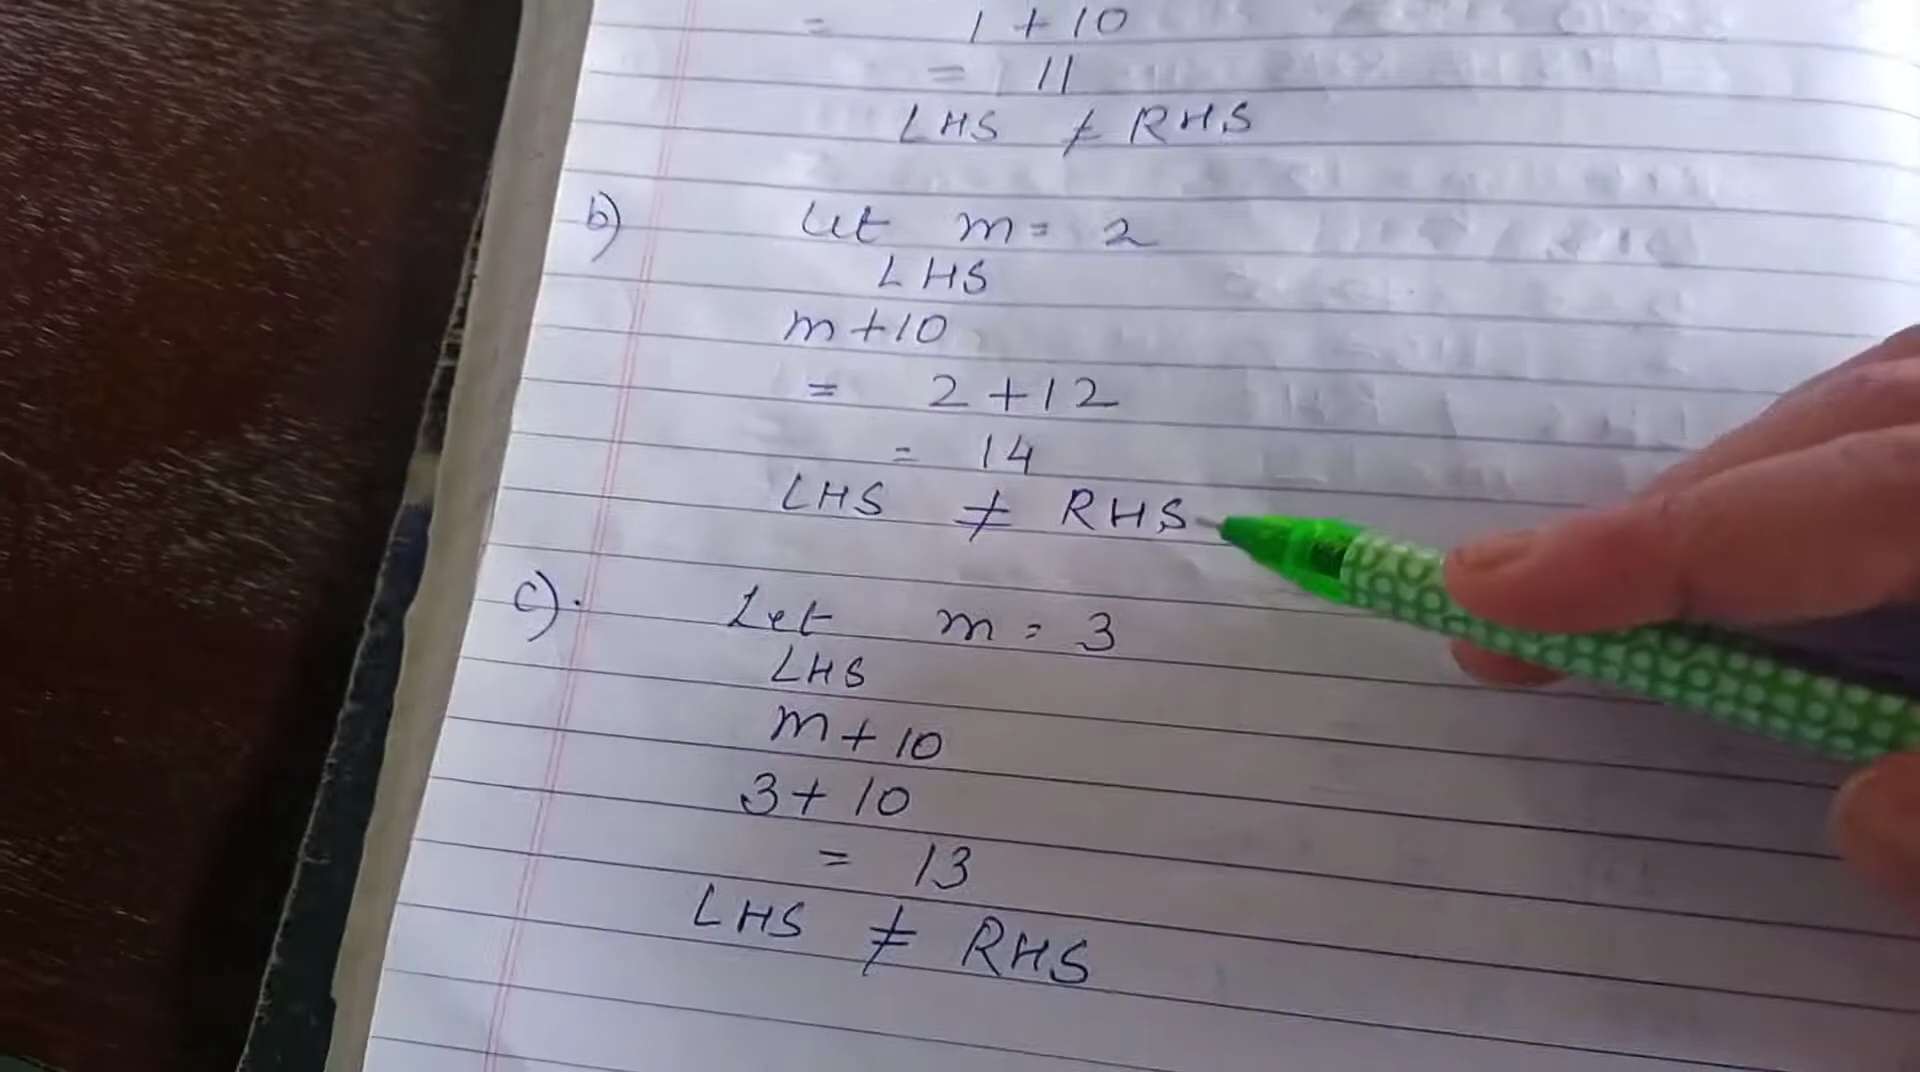 = 1 + 10
= 11
LHS ≠ RHS
b) Let m = 2
LHS
m + 10
= 2 + 12
= 14
LHS ≠ RHS
c). Let m = 3
LHS
m + 10
3 + 10
= 13
LHS ≠ RHS